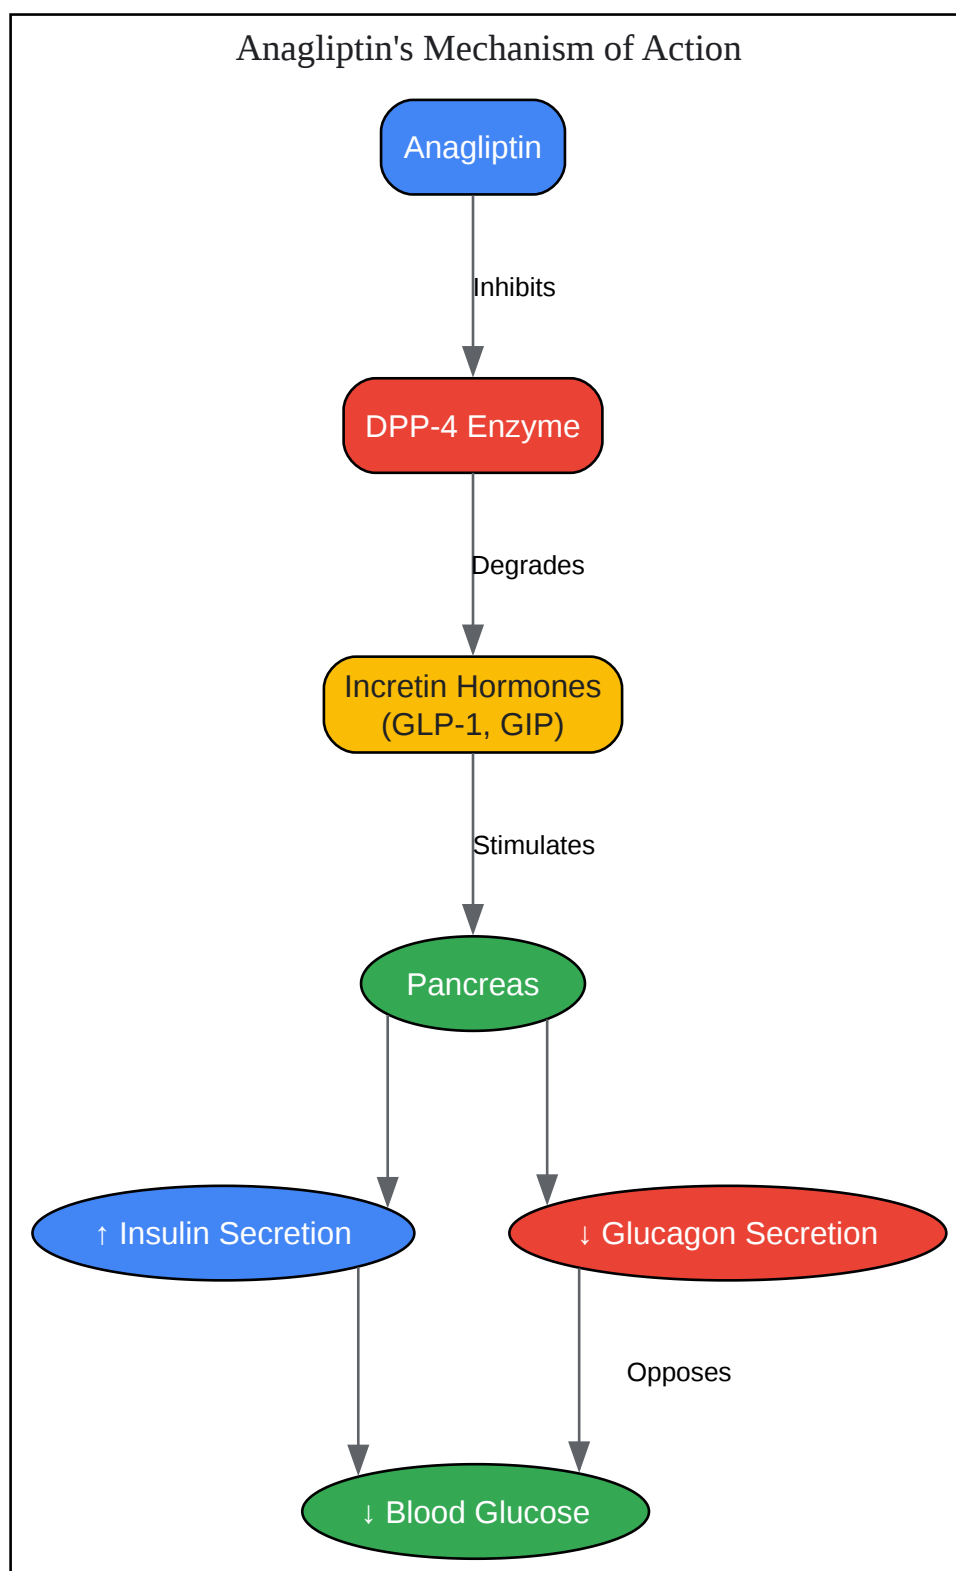 Anagliptin's Mechanism of Action
Anagliptin
Inhibits
DPP-4 Enzyme
Degrades
Incretin Hormones
(GLP-1, GIP)
Stimulates
Pancreas
↑ Insulin Secretion
↓ Glucagon Secretion
Opposes
↓ Blood Glucose